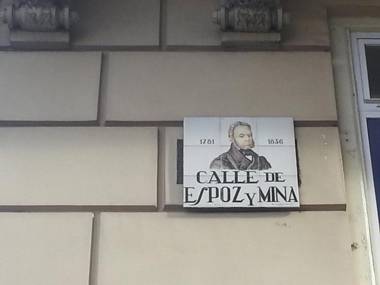 1781 1836
CALLE DE
ESPOZ Y MINA